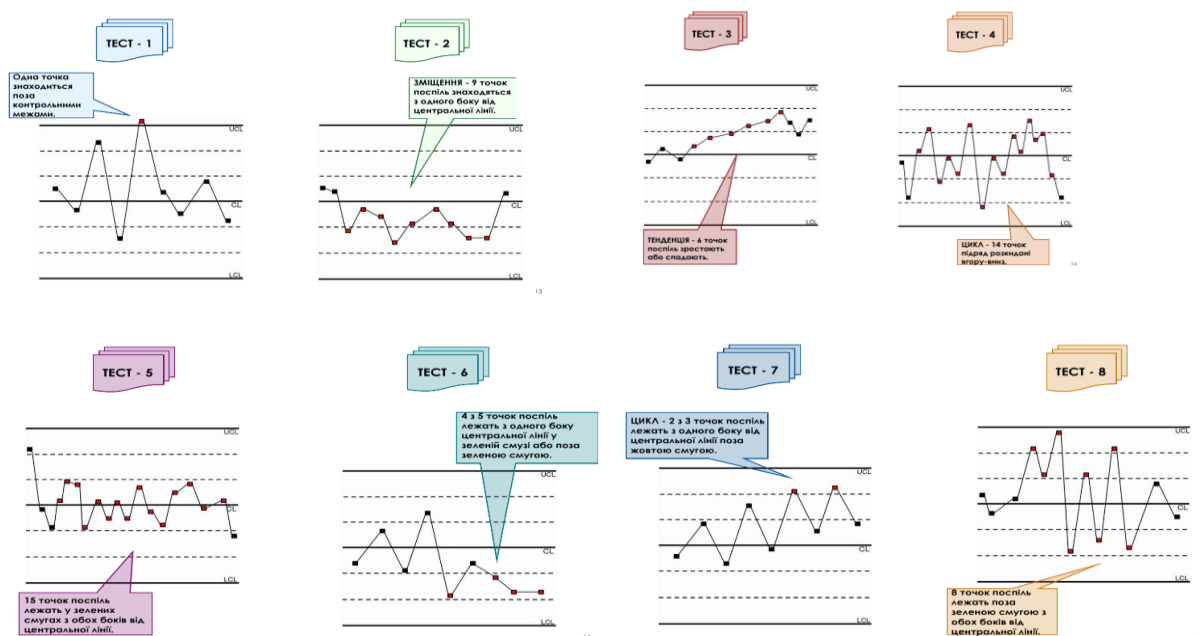 ТЕСТ - 1
Одна точка
знаходиться
поза
контрольними
межами.
UCL
CL
LCL
ТЕСТ - 2
ЗМІЩЕННЯ - 9 точок
поспіль знаходяться
з одного боку від
центральної лінії.
UCL
CL
LCL
13
ТЕСТ - 3
UCL
CL
LCL
ТЕНДЕНЦІЯ - 6 точок
поспіль зростають
або спадають.
ТЕСТ - 4
UCL
CL
LCL
ЦИКЛ - 14 точок
підряд розкидані
вгору-вниз.
14
ТЕСТ - 5
UCL
CL
LCL
15 точок поспіль
лежать у зелених
смугах з обох боків від
центральної лінії.
ТЕСТ - 6
4 з 5 точок поспіль
лежать з одного боку
центральної лінії у
зеленій смузі або поза
зеленою смугою.
UCL
CL
LCL
ТЕСТ - 7
ЦИКЛ - 2 з 3 точок поспіль
лежать з одного боку від
центральної лінії поза
жовтою смугою.
UCL
CL
LCL
ТЕСТ - 8
UCL
CL
LCL
8 точок поспіль
лежать поза
зеленою смугою з
обох боків від
центральної лінії.